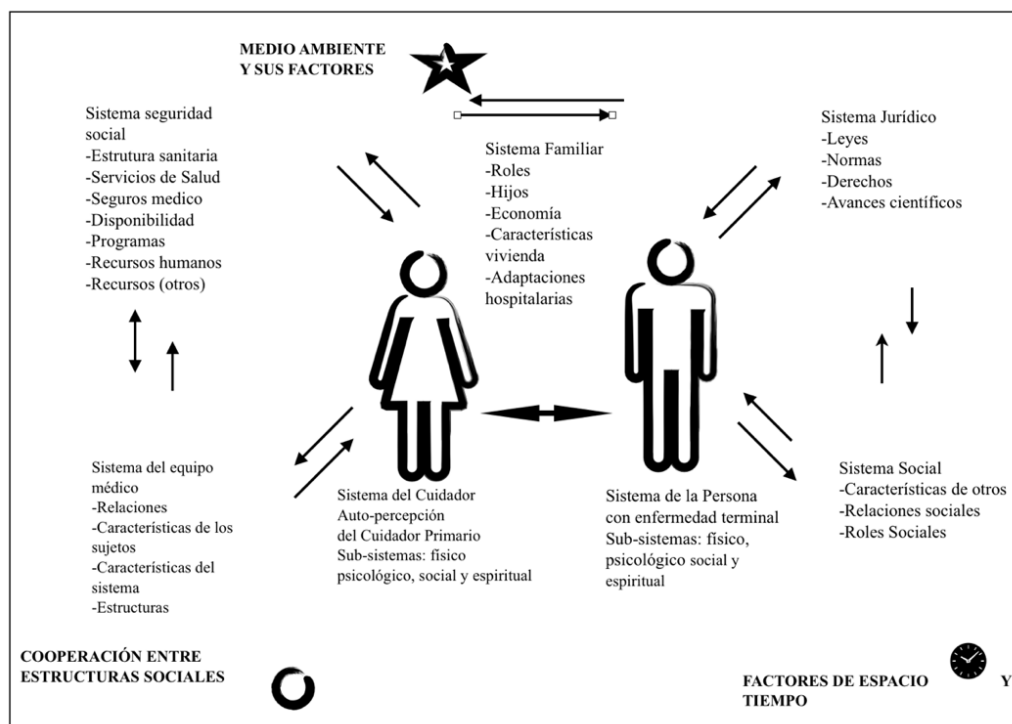 MEDIO AMBIENTE
Y SUS FACTORES
Sistema seguridad
social
-Estrutura sanitaria
-Servicios de Salud
-Seguros medico
-Disponibilidad
-Programas
-Recursos humanos
-Recursos (otros)
Sistema Familiar
-Roles
-Hijos
-Economía
-Características
vivienda
-Adaptaciones
hospitalarias
Sistema Jurídico
-Leyes
-Normas
-Derechos
-Avances científicos
Sistema del equipo
médico
-Relaciones
-Características de los
sujetos
-Características del
sistema
-Estructuras
Sistema del Cuidador
Auto-percepción
del Cuidador Primario
Sub-sistemas: físico
psicológico, social y espiritual
Sistema de la Persona
con enfermedad terminal
Sub-sistemas: físico,
psicológico social y
espiritual
Sistema Social
-Características de otros
-Relaciones sociales
-Roles Sociales
COOPERACIÓN ENTRE
ESTRUCTURAS SOCIALES
FACTORES DE ESPACIO Y
TIEMPO